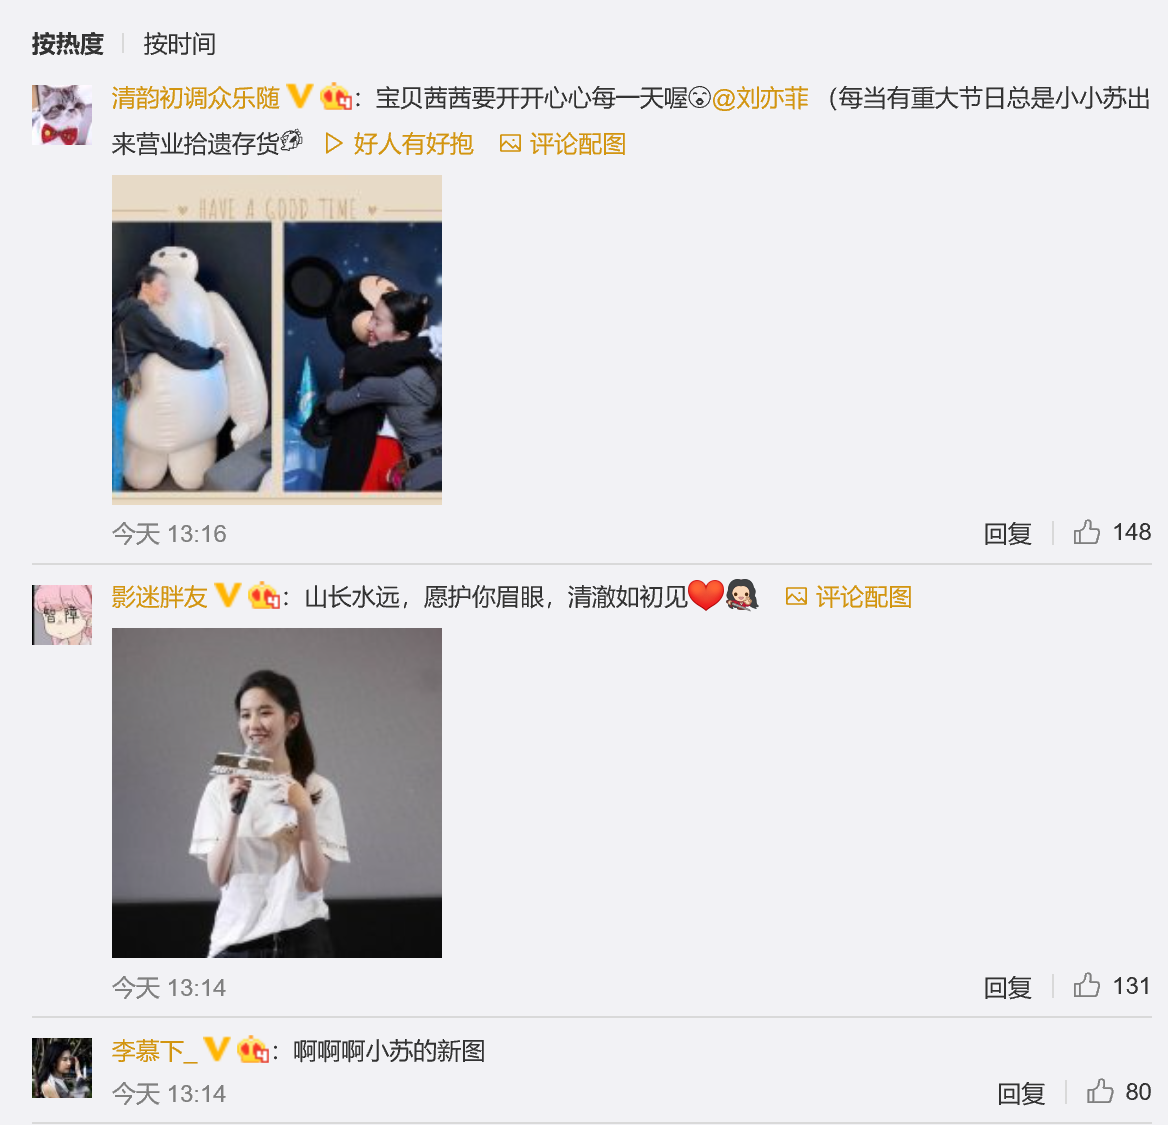 按热度 按时间
清韵初调众乐随：宝贝茜茜要开开心心每一天喔@刘亦菲 （每当有重大节日总是小小苏出
来营业拾遗存货 好人有好抱 评论配图
HAVE A GOOD TIME
今天 13:16 回复 148
影迷胖友：山长水远，愿护你眉眼，清澈如初见 评论配图
智障
今天 13:14 回复 131
李慕下_：啊啊啊小苏的新图
今天 13:14 回复 80